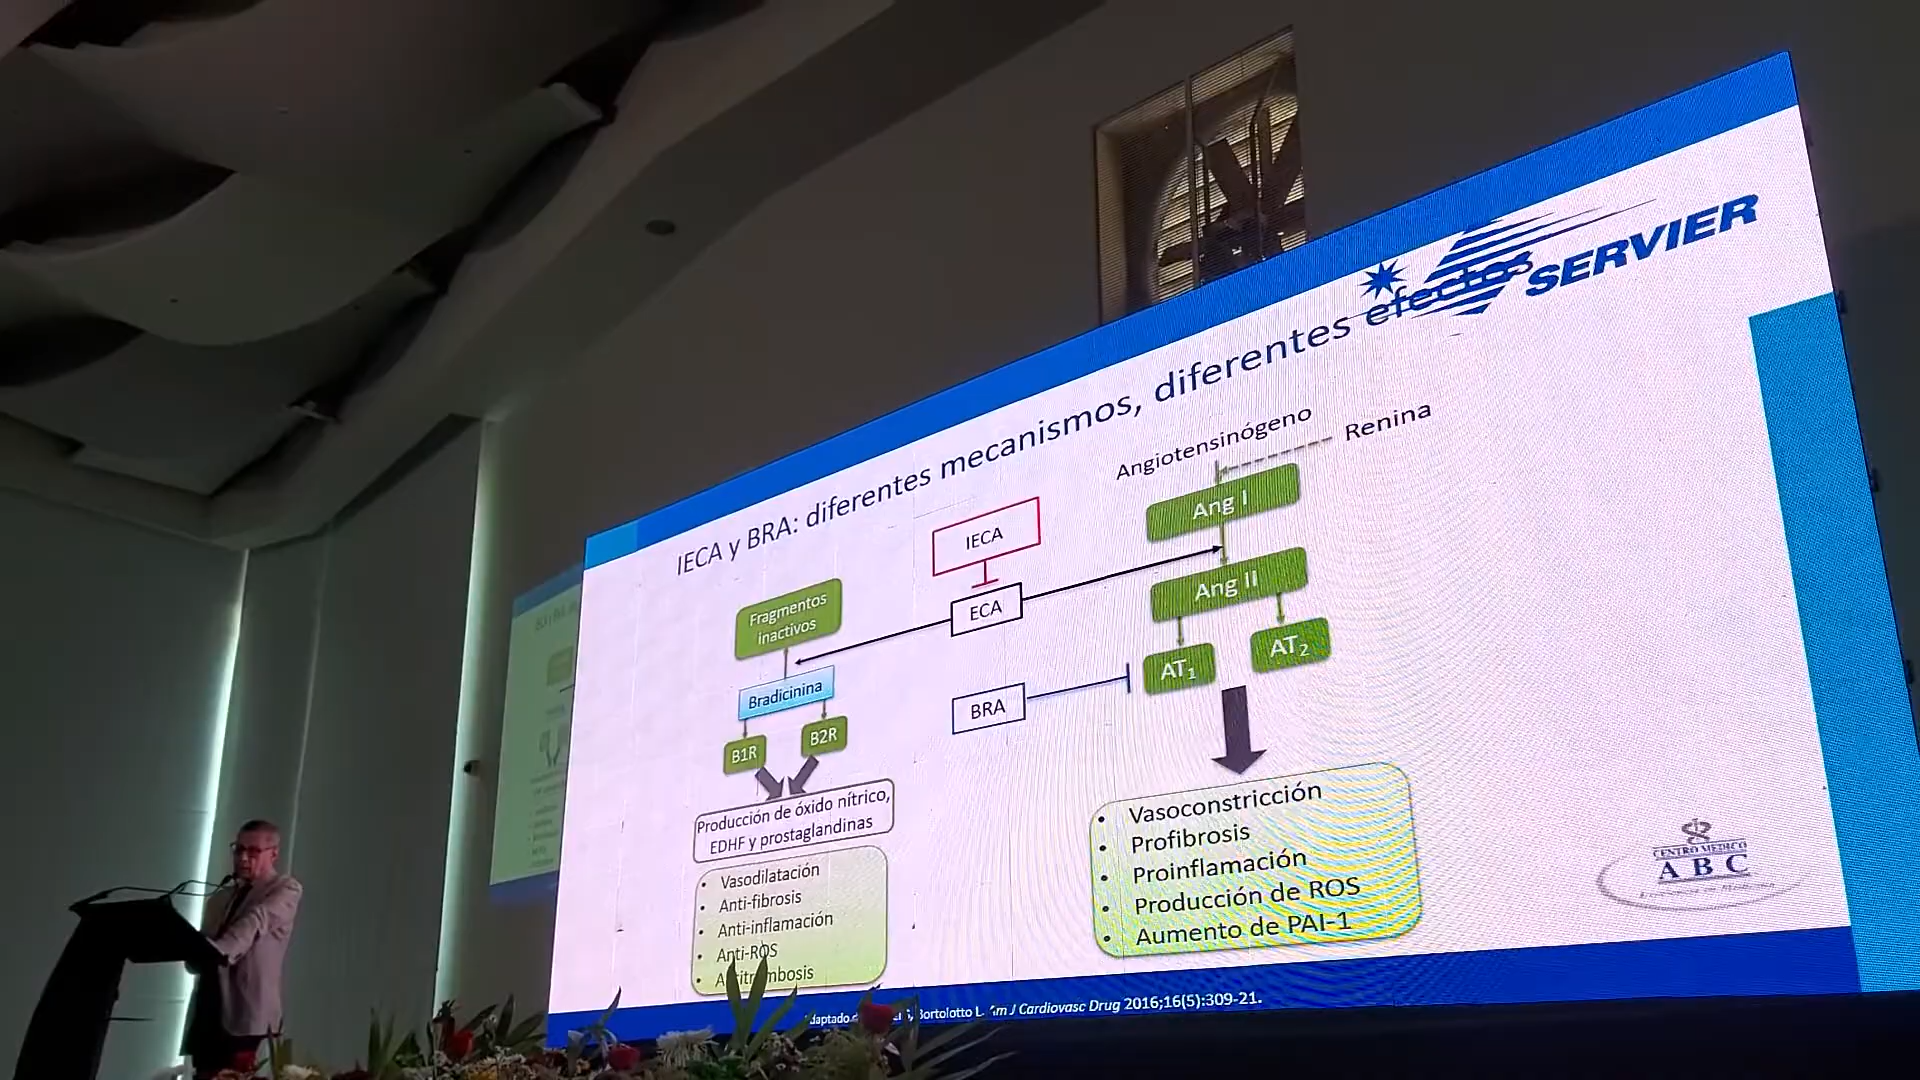 SERVIER
IECA y BRA: diferentes mecanismos, diferentes efectos
Angiotensinógeno
Renina
Ang I
IECA
Ang II
ECA
Fragmentos
inactivos
AT2
AT1
Bradicinina
BRA
B1R
B2R
Producción de óxido nítrico,
EDHF y prostaglandinas
• Vasodilatación
• Anti-fibrosis
• Anti-inflamación
• Anti-ROS
• Vasoconstricción
• Profibrosis
• Proinflamación
• Producción de ROS
• Aumento de PAI-1
CENTRO MEDICO
A B C
Bortolotto L. Am J Cardiovasc Drug 2016;16(5):309-21.